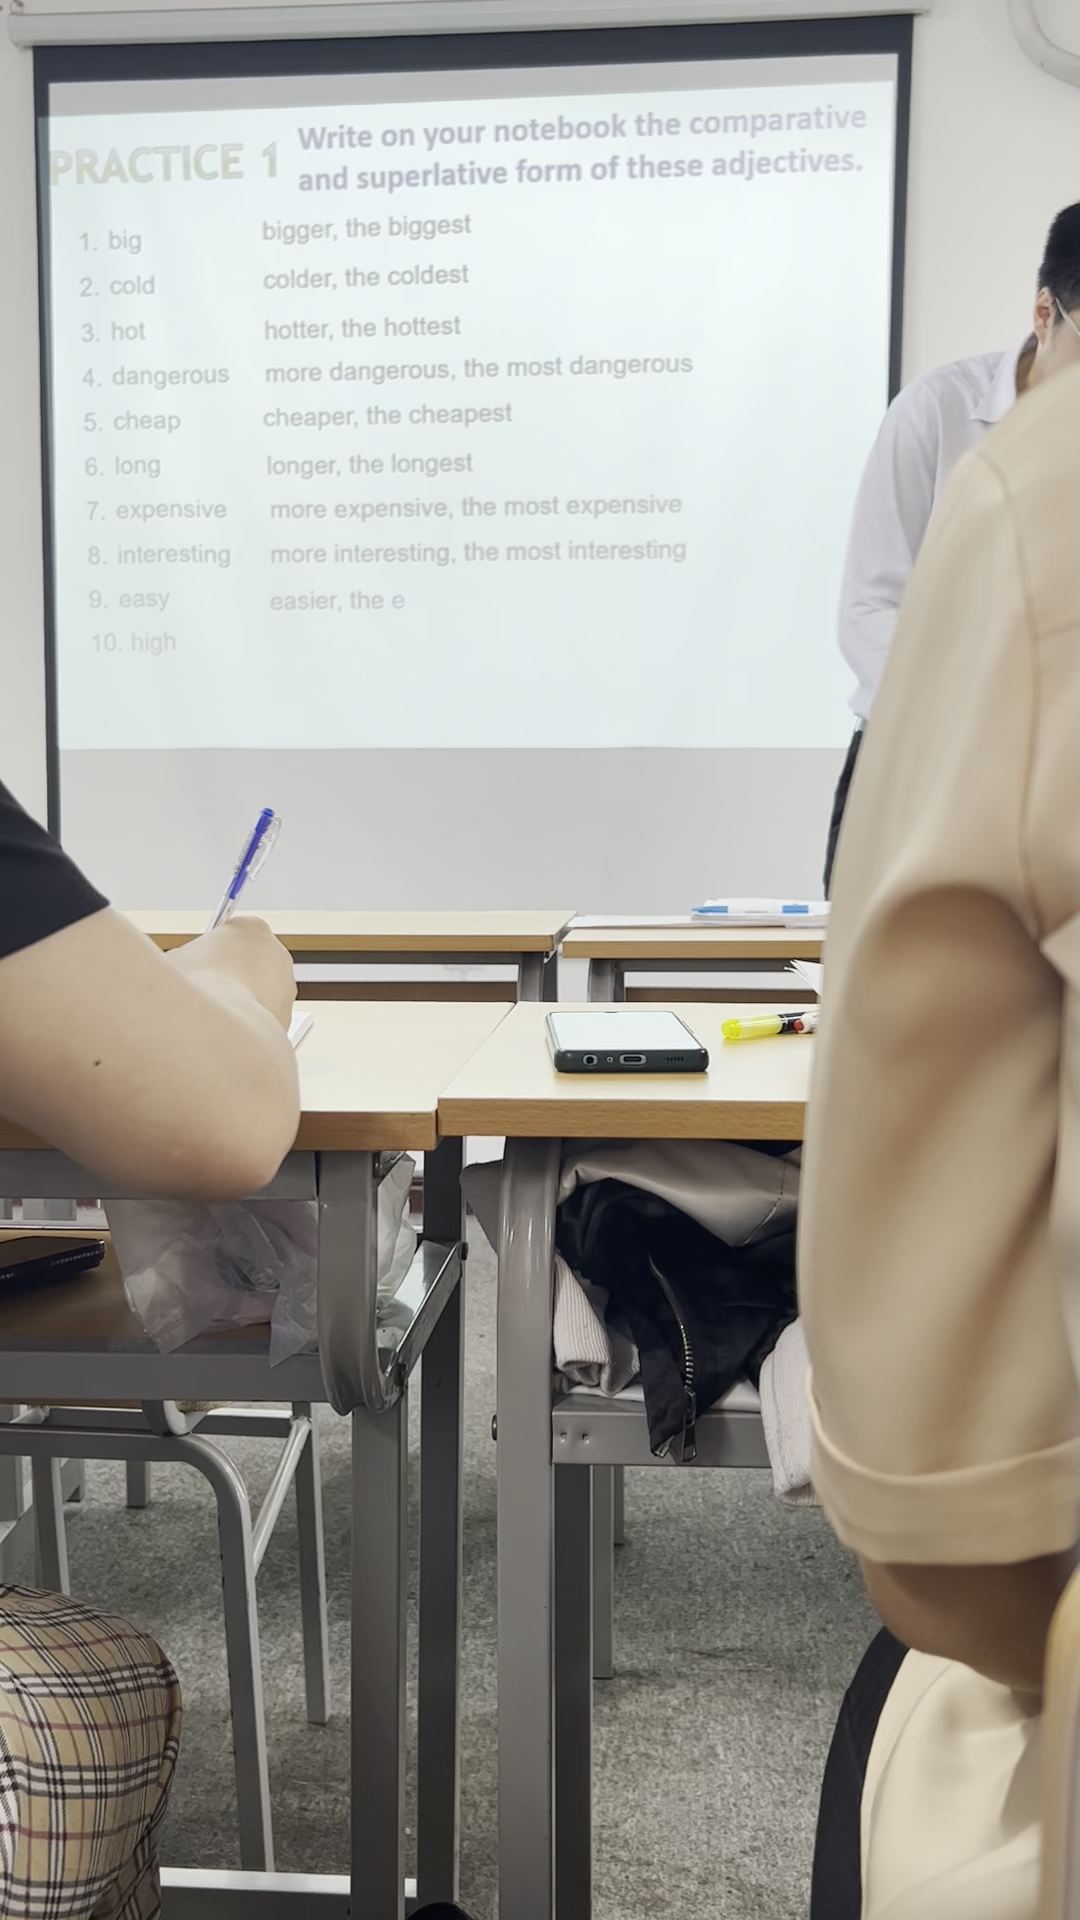 PRACTICE 1
Write on your notebook the comparative
and superlative form of these adjectives.
1. big bigger, the biggest
2. cold colder, the coldest
3. hot hotter, the hottest
4. dangerous more dangerous, the most dangerous
5. cheap cheaper, the cheapest
6. long longer, the longest
7. expensive more expensive, the most expensive
8. interesting more interesting, the most interesting
9. easy easier, the e
10. high